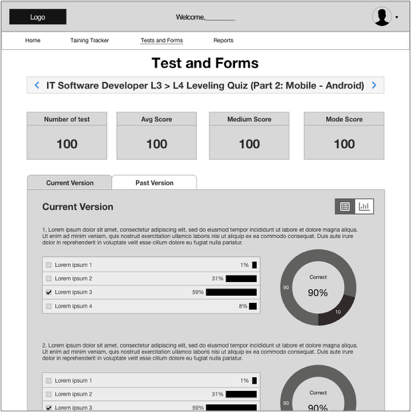 Logo
Welcome,________
Home Taining Tracker Tests and Forms Reports
Test and Forms
IT Software Developer L3 > L4 Leveling Quiz (Part 2: Mobile - Android)
Number of test Avg Score Medium Score Mode Score
100 100 100 100
Current Version Past Version
Current Version
1. Lorem ipsum dolor sit amet, consectetur adipiscing elit, sed do eiusmod tempor incididunt ut labore et dolore magna aliqua.
Ut enim ad minim veniam, quis nostrud exercitation ullamco laboris nisi ut aliquip ex ea commodo consequat. Duis aute irure
dolor in reprehenderit in voluptate velit esse cillum dolore eu fugiat nulla pariatur.
Lorem ipsum 1 1%
Lorem ipsum 2 31%
Lorem ipsum 3 59%
Lorem ipsum 4 8%
Correct
90%
90
10
2. Lorem ipsum dolor sit amet, consectetur adipiscing elit, sed do eiusmod tempor incididunt ut labore et dolore magna aliqua.
Ut enim ad minim veniam, quis nostrud exercitation ullamco laboris nisi ut aliquip ex ea commodo consequat. Duis aute irure
dolor in reprehenderit in voluptate velit esse cillum dolore eu fugiat nulla pariatur.
Lorem ipsum 1 1%
Lorem ipsum 2 31%
Lorem ipsum 3 59%
Correct
90%
90